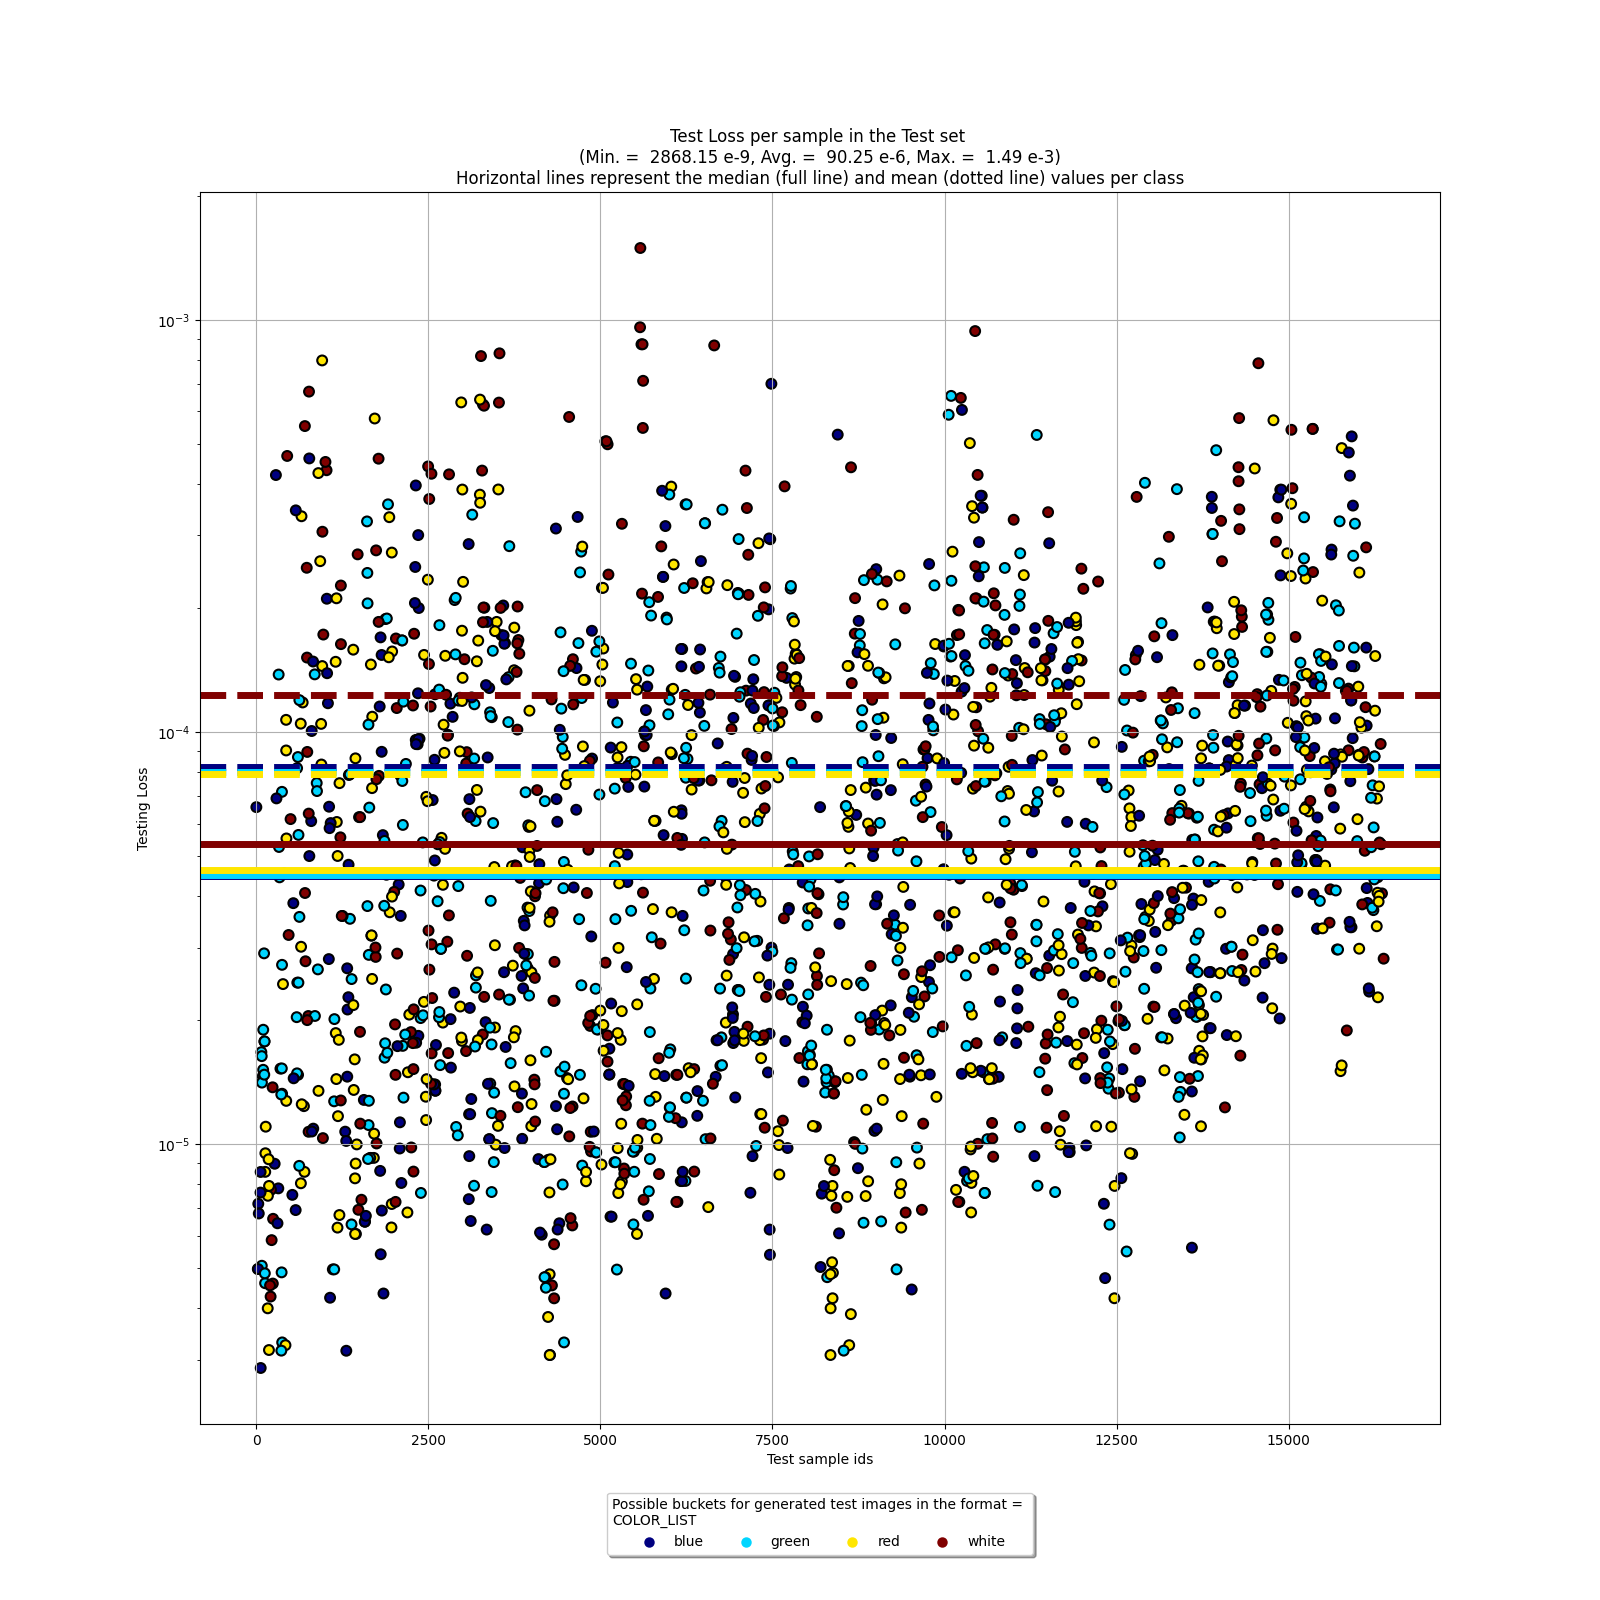 Test Loss per sample in the Test set
(Min. =  2868.15 e-9, Avg. =  90.25 e-6, Max. =  1.49 e-3)
Horizontal lines represent the median (full line) and mean (dotted line) values per class
10⁻³
10⁻⁴
10⁻⁵
Testing Loss
0 2500 5000 7500 10000 12500 15000
Test sample ids
Possible buckets for generated test images in the format =
COLOR_LIST
blue green red white